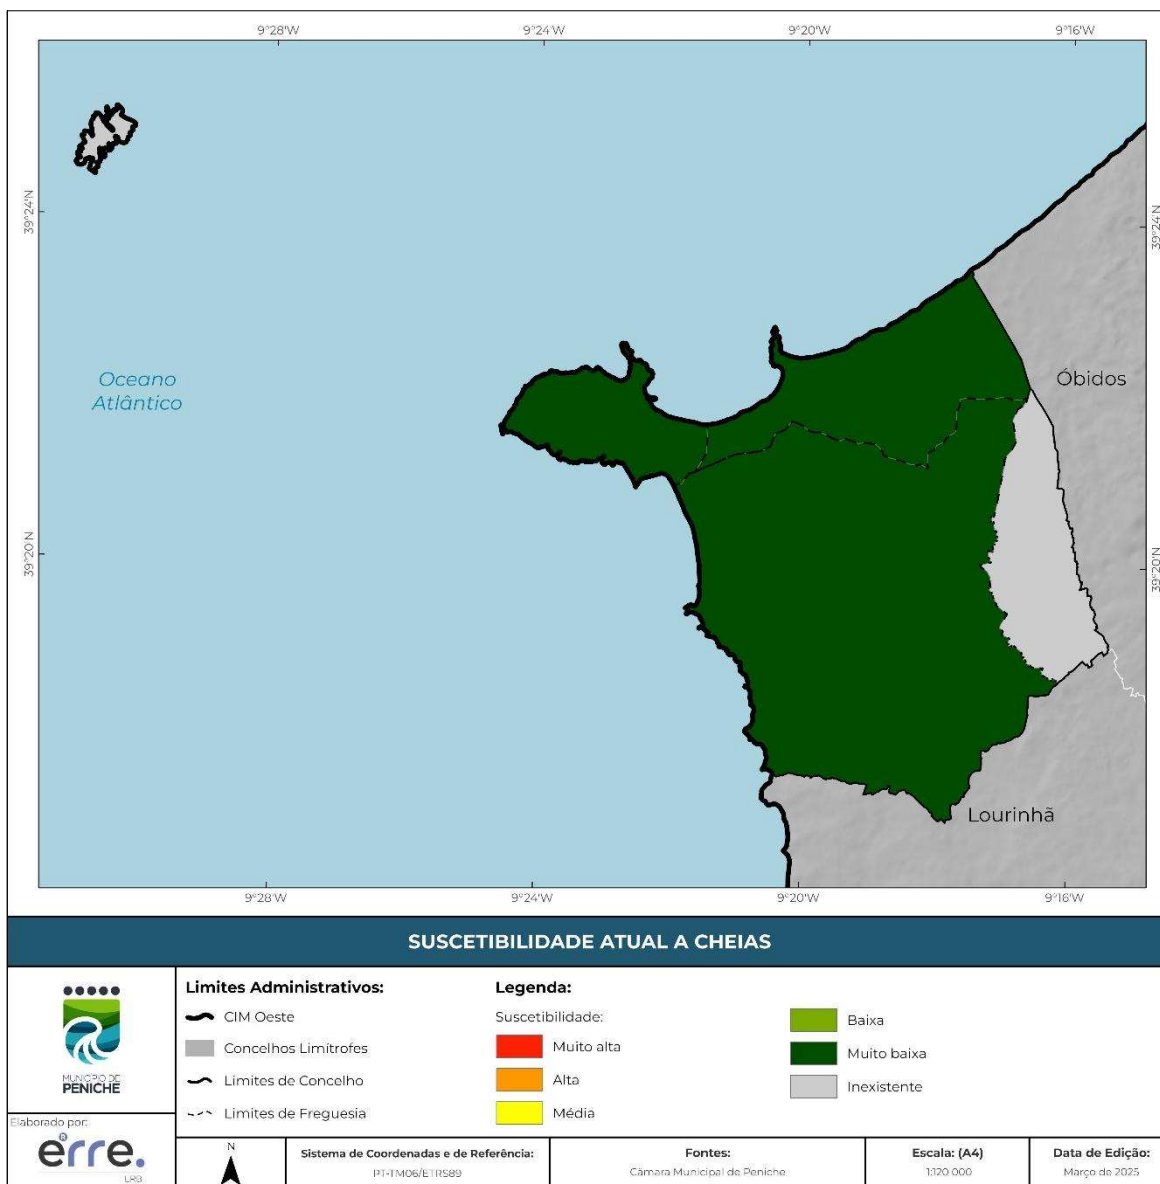 9°28'W 9°24'W 9°20'W 9°16'W
39°24'N
39°24'N
Oceano
Atlântico
Óbidos
39°20'N
39°20'N
Lourinhã
9°28'W 9°24'W 9°20'W 9°16'W
SUSCETIBILIDADE ATUAL A CHEIAS
MUNICÍPIO DE
PENICHE
Elaborado por:
erre.
LRB
Limites Administrativos:
CIM Oeste
Concelhos Limítrofes
Limites de Concelho
Limites de Freguesia
Legenda:
Suscetibilidade:
Muito alta
Alta
Média
Baixa
Muito baixa
Inexistente
N
Sistema de Coordenadas e de Referência:
PT-TM06/ETRS89
Fontes:
Câmara Municipal de Peniche
Escala: (A4)
1:120 000
Data de Edição:
Março de 2025